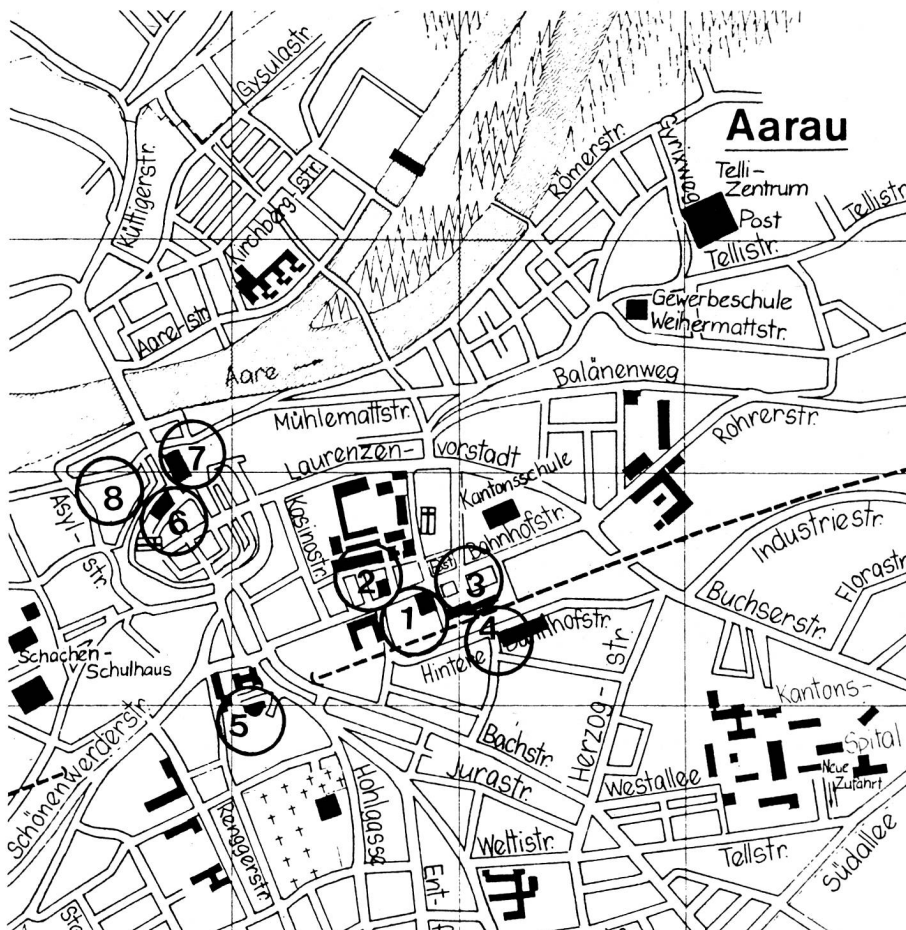 Gysulastr.
Aarau
Küttigerstr.
Kirchbergstr.
Römerstr.
Gyrixweg
Telli-
Zentrum
Post
Tellistr.
Tellistr.
Gewerbeschule
Weihermattstr.
Aarestr
Aare
Balänenweg
Mühlemattstr.
Rohrerstr.
Laurenzen-
vorstadt
7
8
6
Asyl-
str.
Kasinostr.
Kantonsschule
Bahnhofstr.
Industriestr.
Florastr.
Buchserstr.
2
3
1
4
Hintere Bahnhofstr.
Schachen-
Schulhaus
5
Schönenwerderstr.
Bachstr.
Jurastr.
Herzog-
str
Kantons-
Spital
Neue
Zufahrt
Westallee
Renggerstr.
Hohlgasse
Weltistr.
Tellstr.
Südallee
Ent-